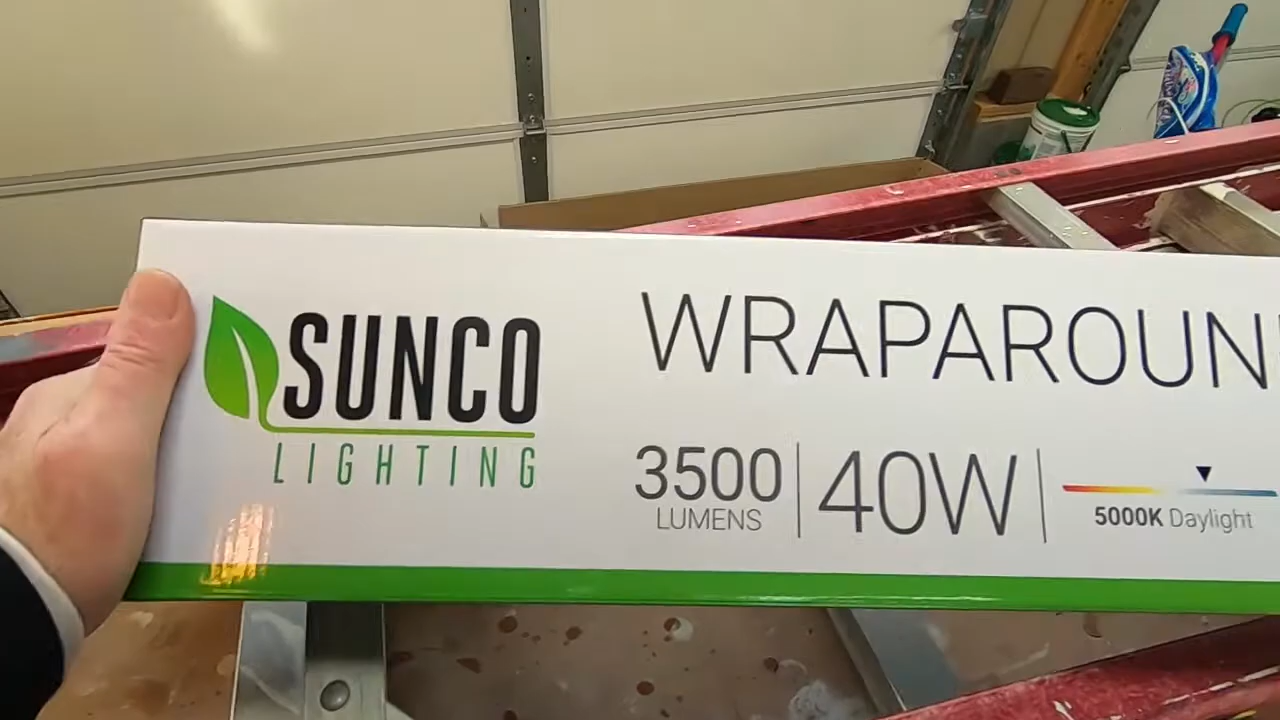 SUNCO
LIGHTING
WRAPAROUN
3500
LUMENS
40W
5000K Daylight